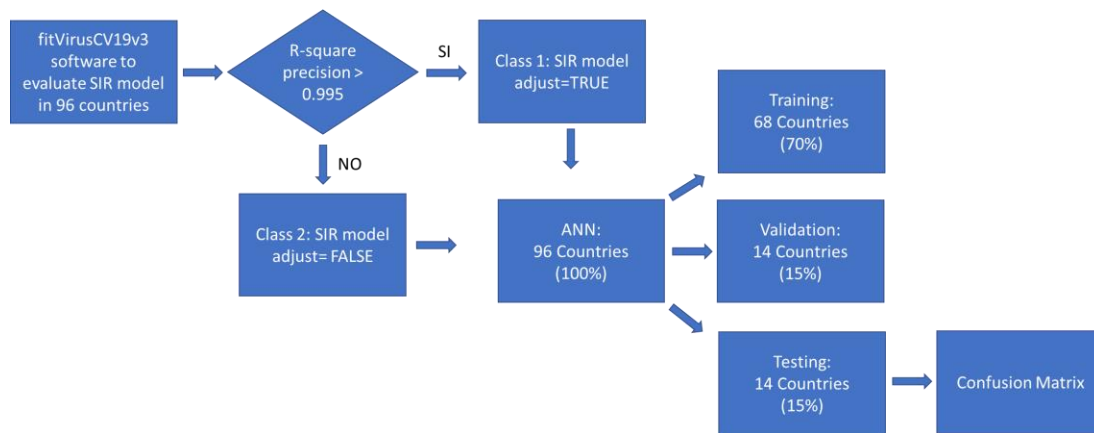 fitVirusCV19v3
software to
evaluate SIR model
in 96 countries
R-square
precision >
0.995
SI
Class 1: SIR model
adjust=TRUE
NO
Class 2: SIR model
adjust= FALSE
ANN:
96 Countries
(100%)
Training:
68 Countries
(70%)
Validation:
14 Countries
(15%)
Testing:
14 Countries
(15%)
Confusion Matrix